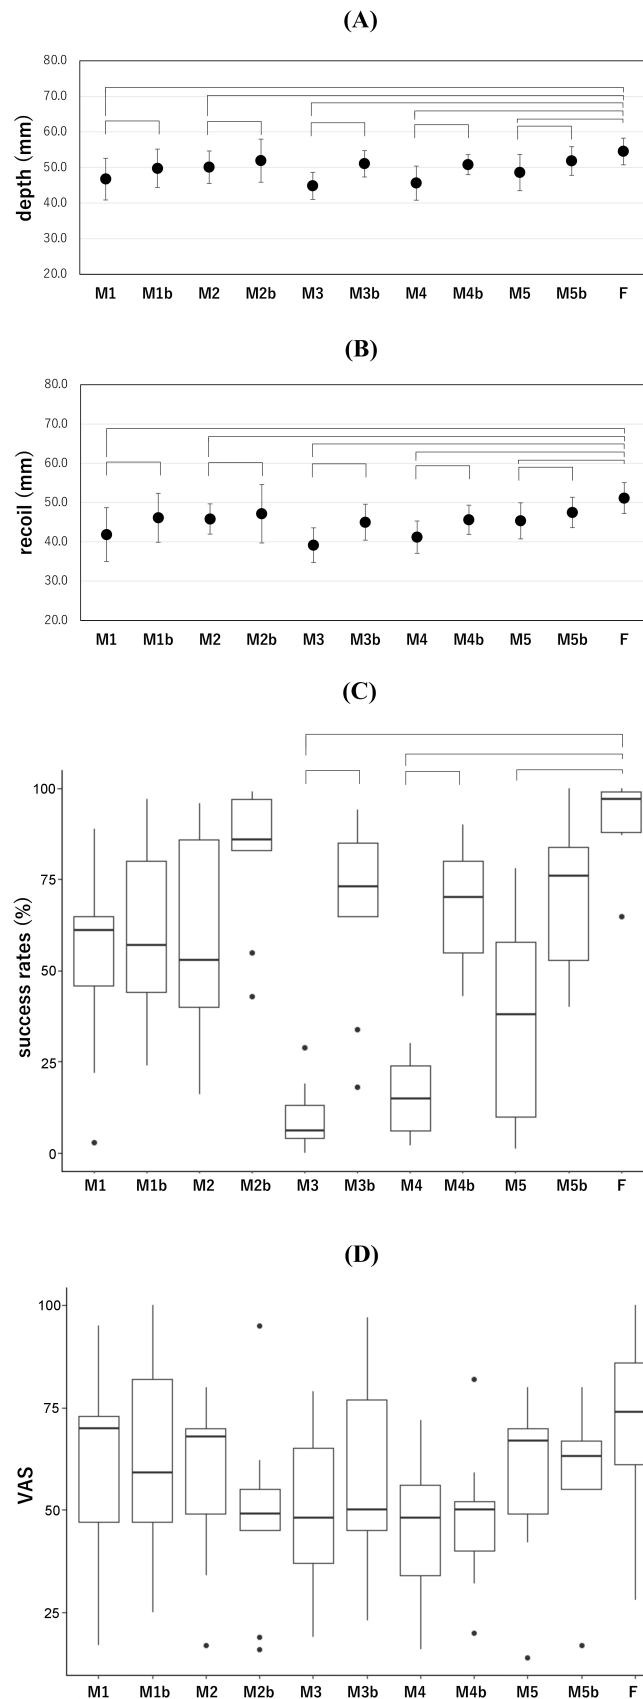 (A)
80.0
70.0
60.0
50.0
40.0
30.0
20.0
depth (mm)
M1 M1b M2 M2b M3 M3b M4 M4b M5 M5b F
(B)
80.0
70.0
60.0
50.0
40.0
30.0
20.0
recoil (mm)
M1 M1b M2 M2b M3 M3b M4 M4b M5 M5b F
(C)
100
75
50
25
0
success rates (%)
M1 M1b M2 M2b M3 M3b M4 M4b M5 M5b F
(D)
100
75
50
25
VAS
M1 M1b M2 M2b M3 M3b M4 M4b M5 M5b F